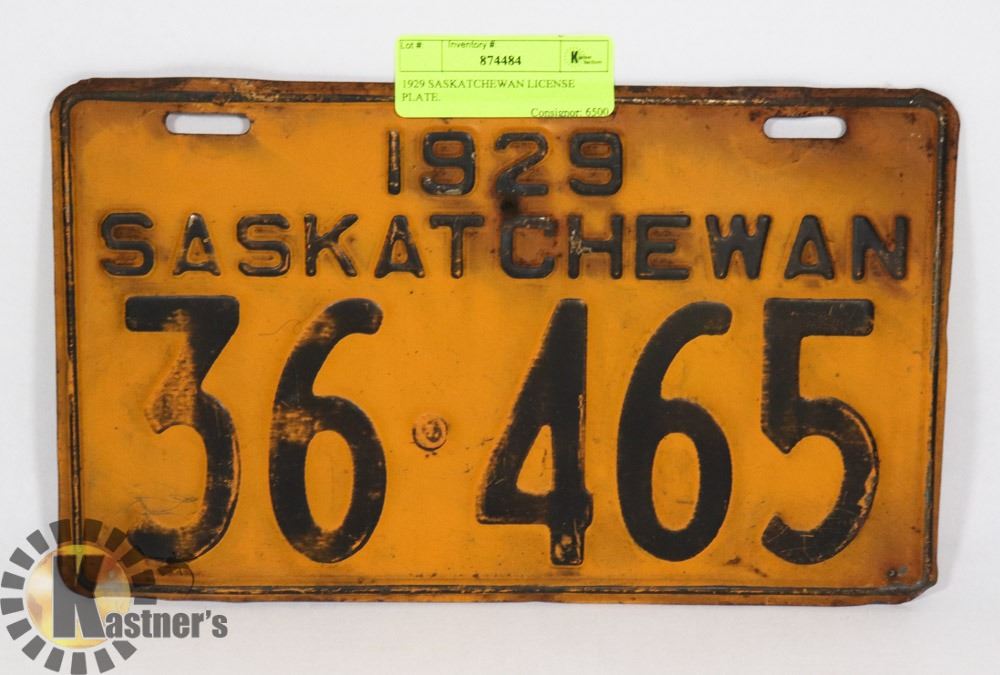 Lot #: Inventory #:
874484
1929 SASKATCHEWAN LICENSE
PLATE.
Consignor: 6500
1929
SASKATCHEWAN
36·465
Kastner's